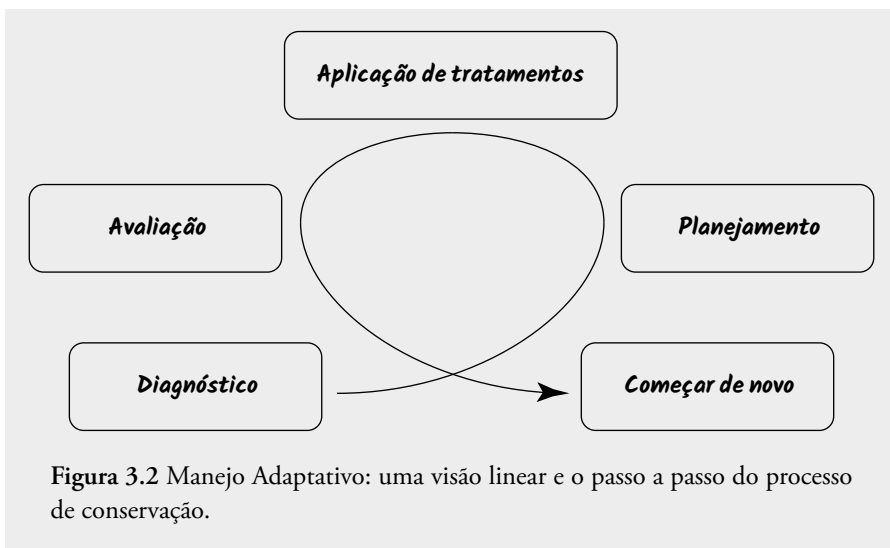 Aplicação de tratamentos
Avaliação
Planejamento
Diagnóstico
Começar de novo
Figura 3.2 Manejo Adaptativo: uma visão linear e o passo a passo do processo
de conservação.